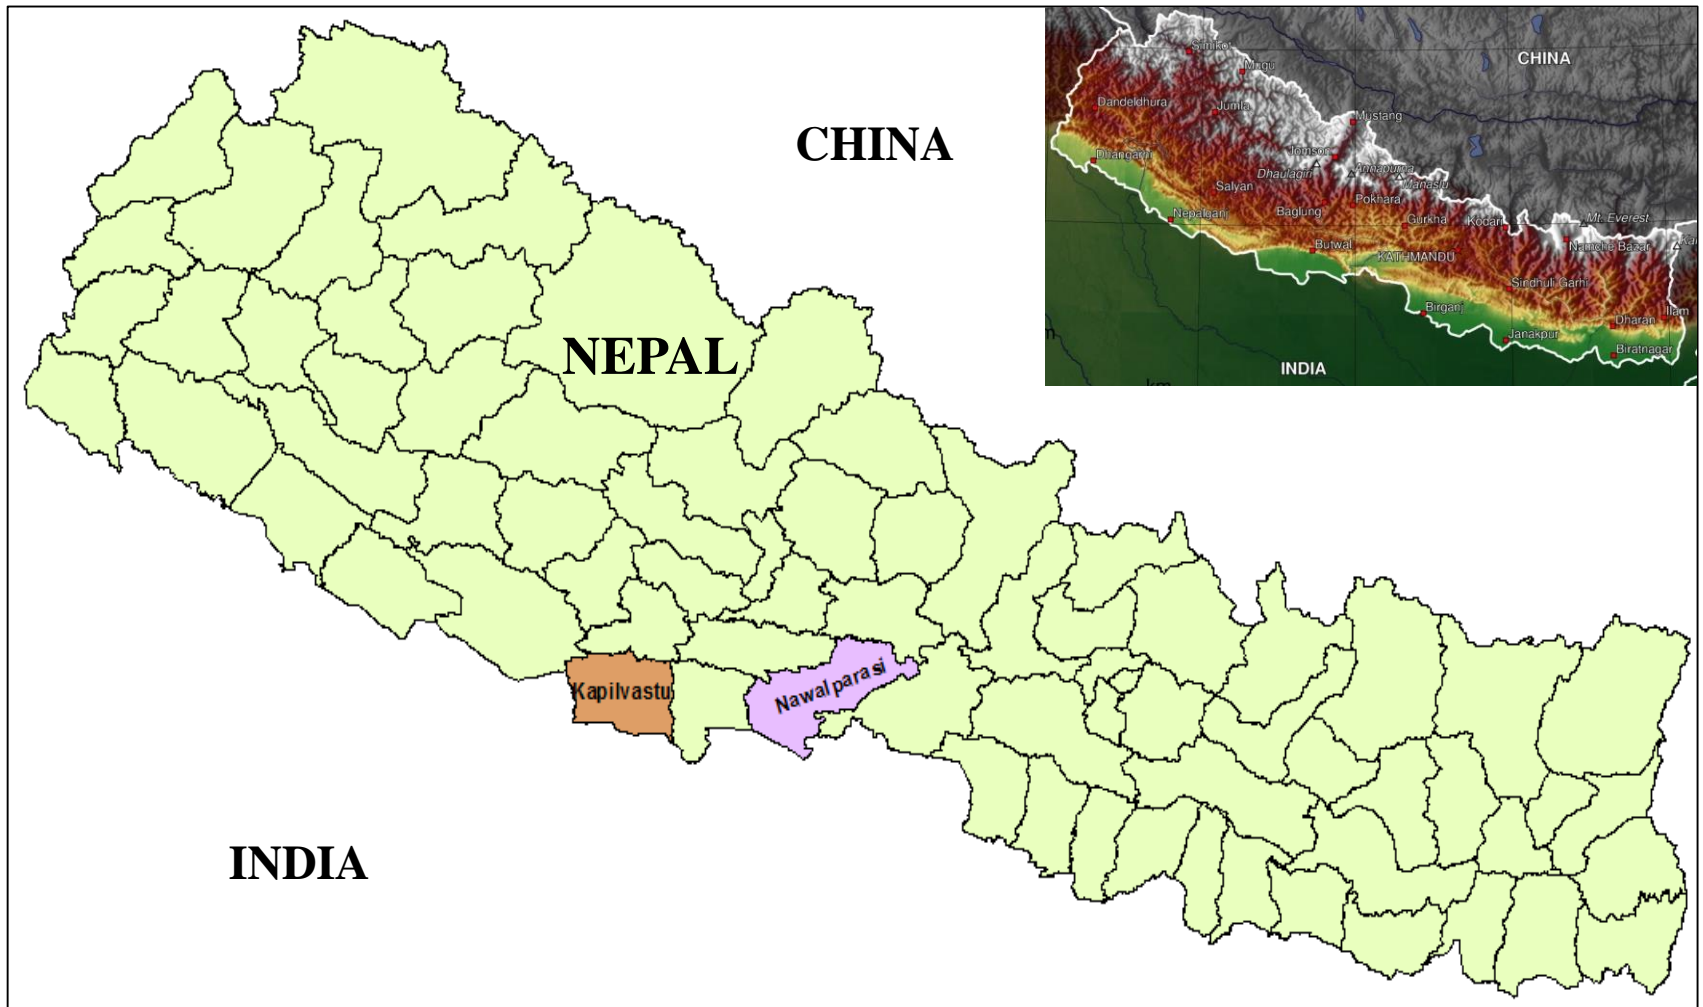 CHINA
NEPAL
Kapilvastu
Nawalparasi
INDIA
CHINA
Simikot
Mugu
Dandeldhura
Jumla
Mustang
Dhangarhi
Jomsom
Annapurna
Dhaulagiri
Manaslu
Salyan
Pokhara
Nepalganj
Baglung
Gurkha
Kodari
Mt. Everest
Namche Bazar
Butwal
KATHMANDU
Sindhuli Garhi
Birganj
Ilam
Dharan
Janakpur
Biratnagar
INDIA
km